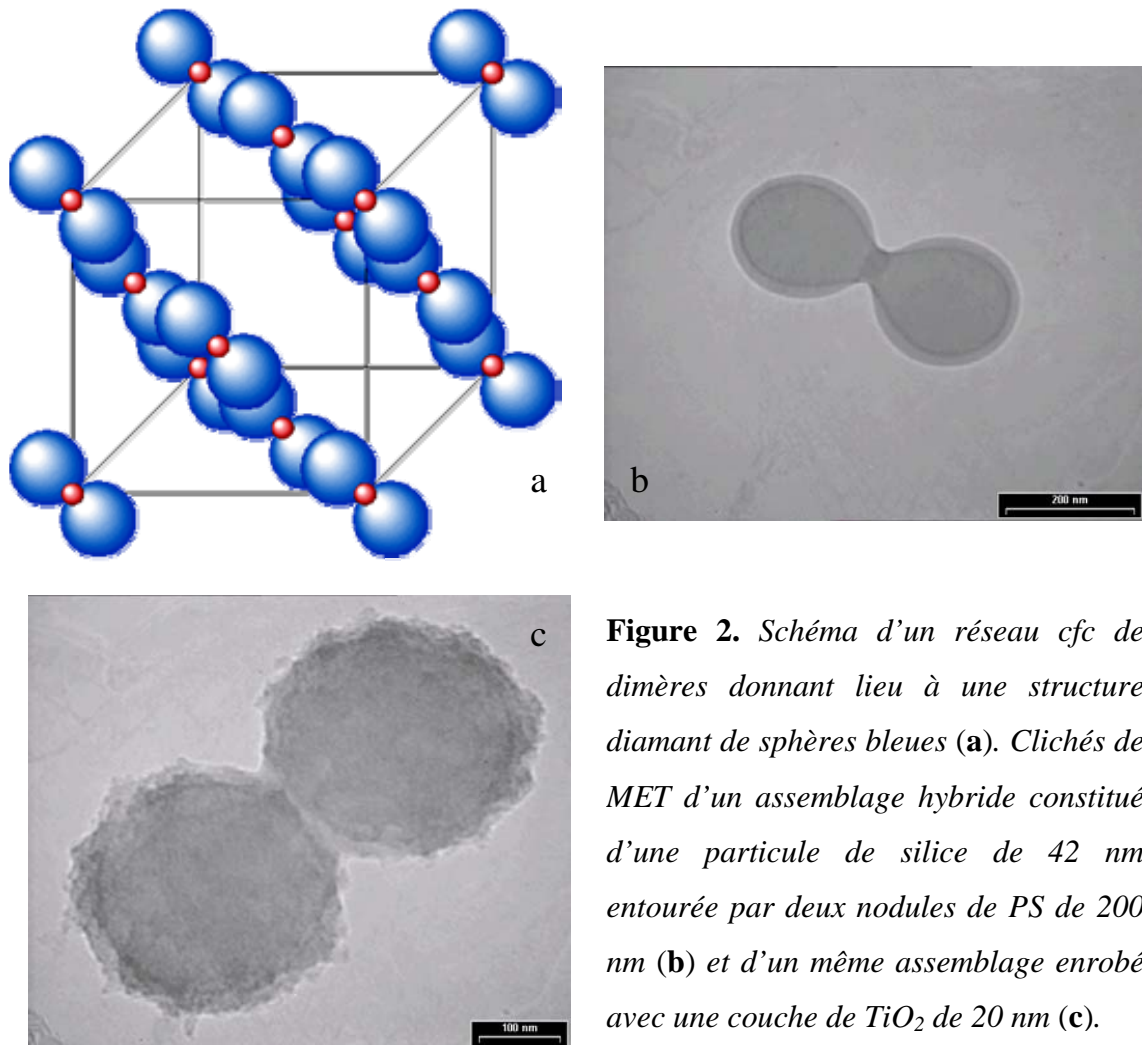 a
b
200 nm
c
100 nm
Figure 2. Schéma d’un réseau cfc de
dimères donnant lieu à une structure
diamant de sphères bleues (a). Clichés de
MET d’un assemblage hybride constitué
d’une particule de silice de 42 nm
entourée par deux nodules de PS de 200
nm (b) et d’un même assemblage enrobé
avec une couche de TiO₂ de 20 nm (c).